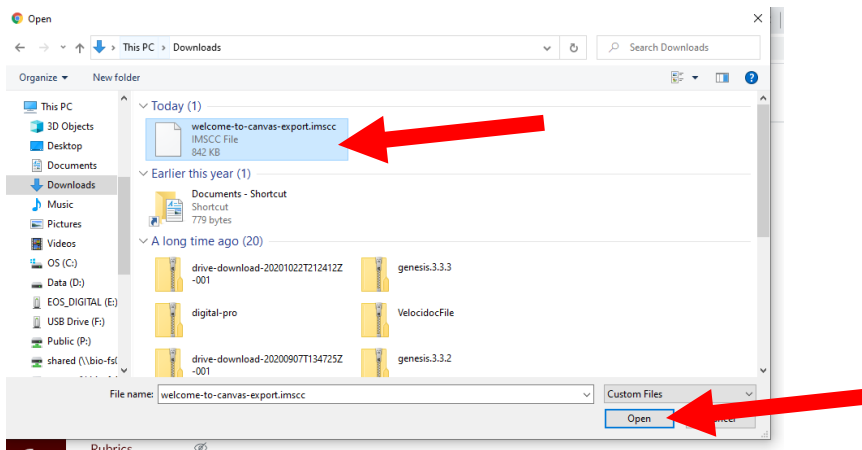 Open
This PC > Downloads
Search Downloads
Organize
New folder
This PC
3D Objects
Desktop
Documents
Downloads
Music
Pictures
Videos
OS (C:)
Data (D:)
EOS_DIGITAL (E:)
USB Drive (F:)
Public (P:)
Today (1)
welcome-to-canvas-export.imscc
IMSCC File
842 KB
Earlier this year (1)
Documents - Shortcut
Shortcut
779 bytes
A long time ago (20)
drive-download-20201022T212412Z
-001
genesis.3.3.3
digital-pro
VelocidocFile
drive-download-20200907T134725Z
-001
genesis.3.3.2
shared (\\bio-fs(
File name:
welcome-to-canvas-export.imscc
Custom Files
Open
Rubrics